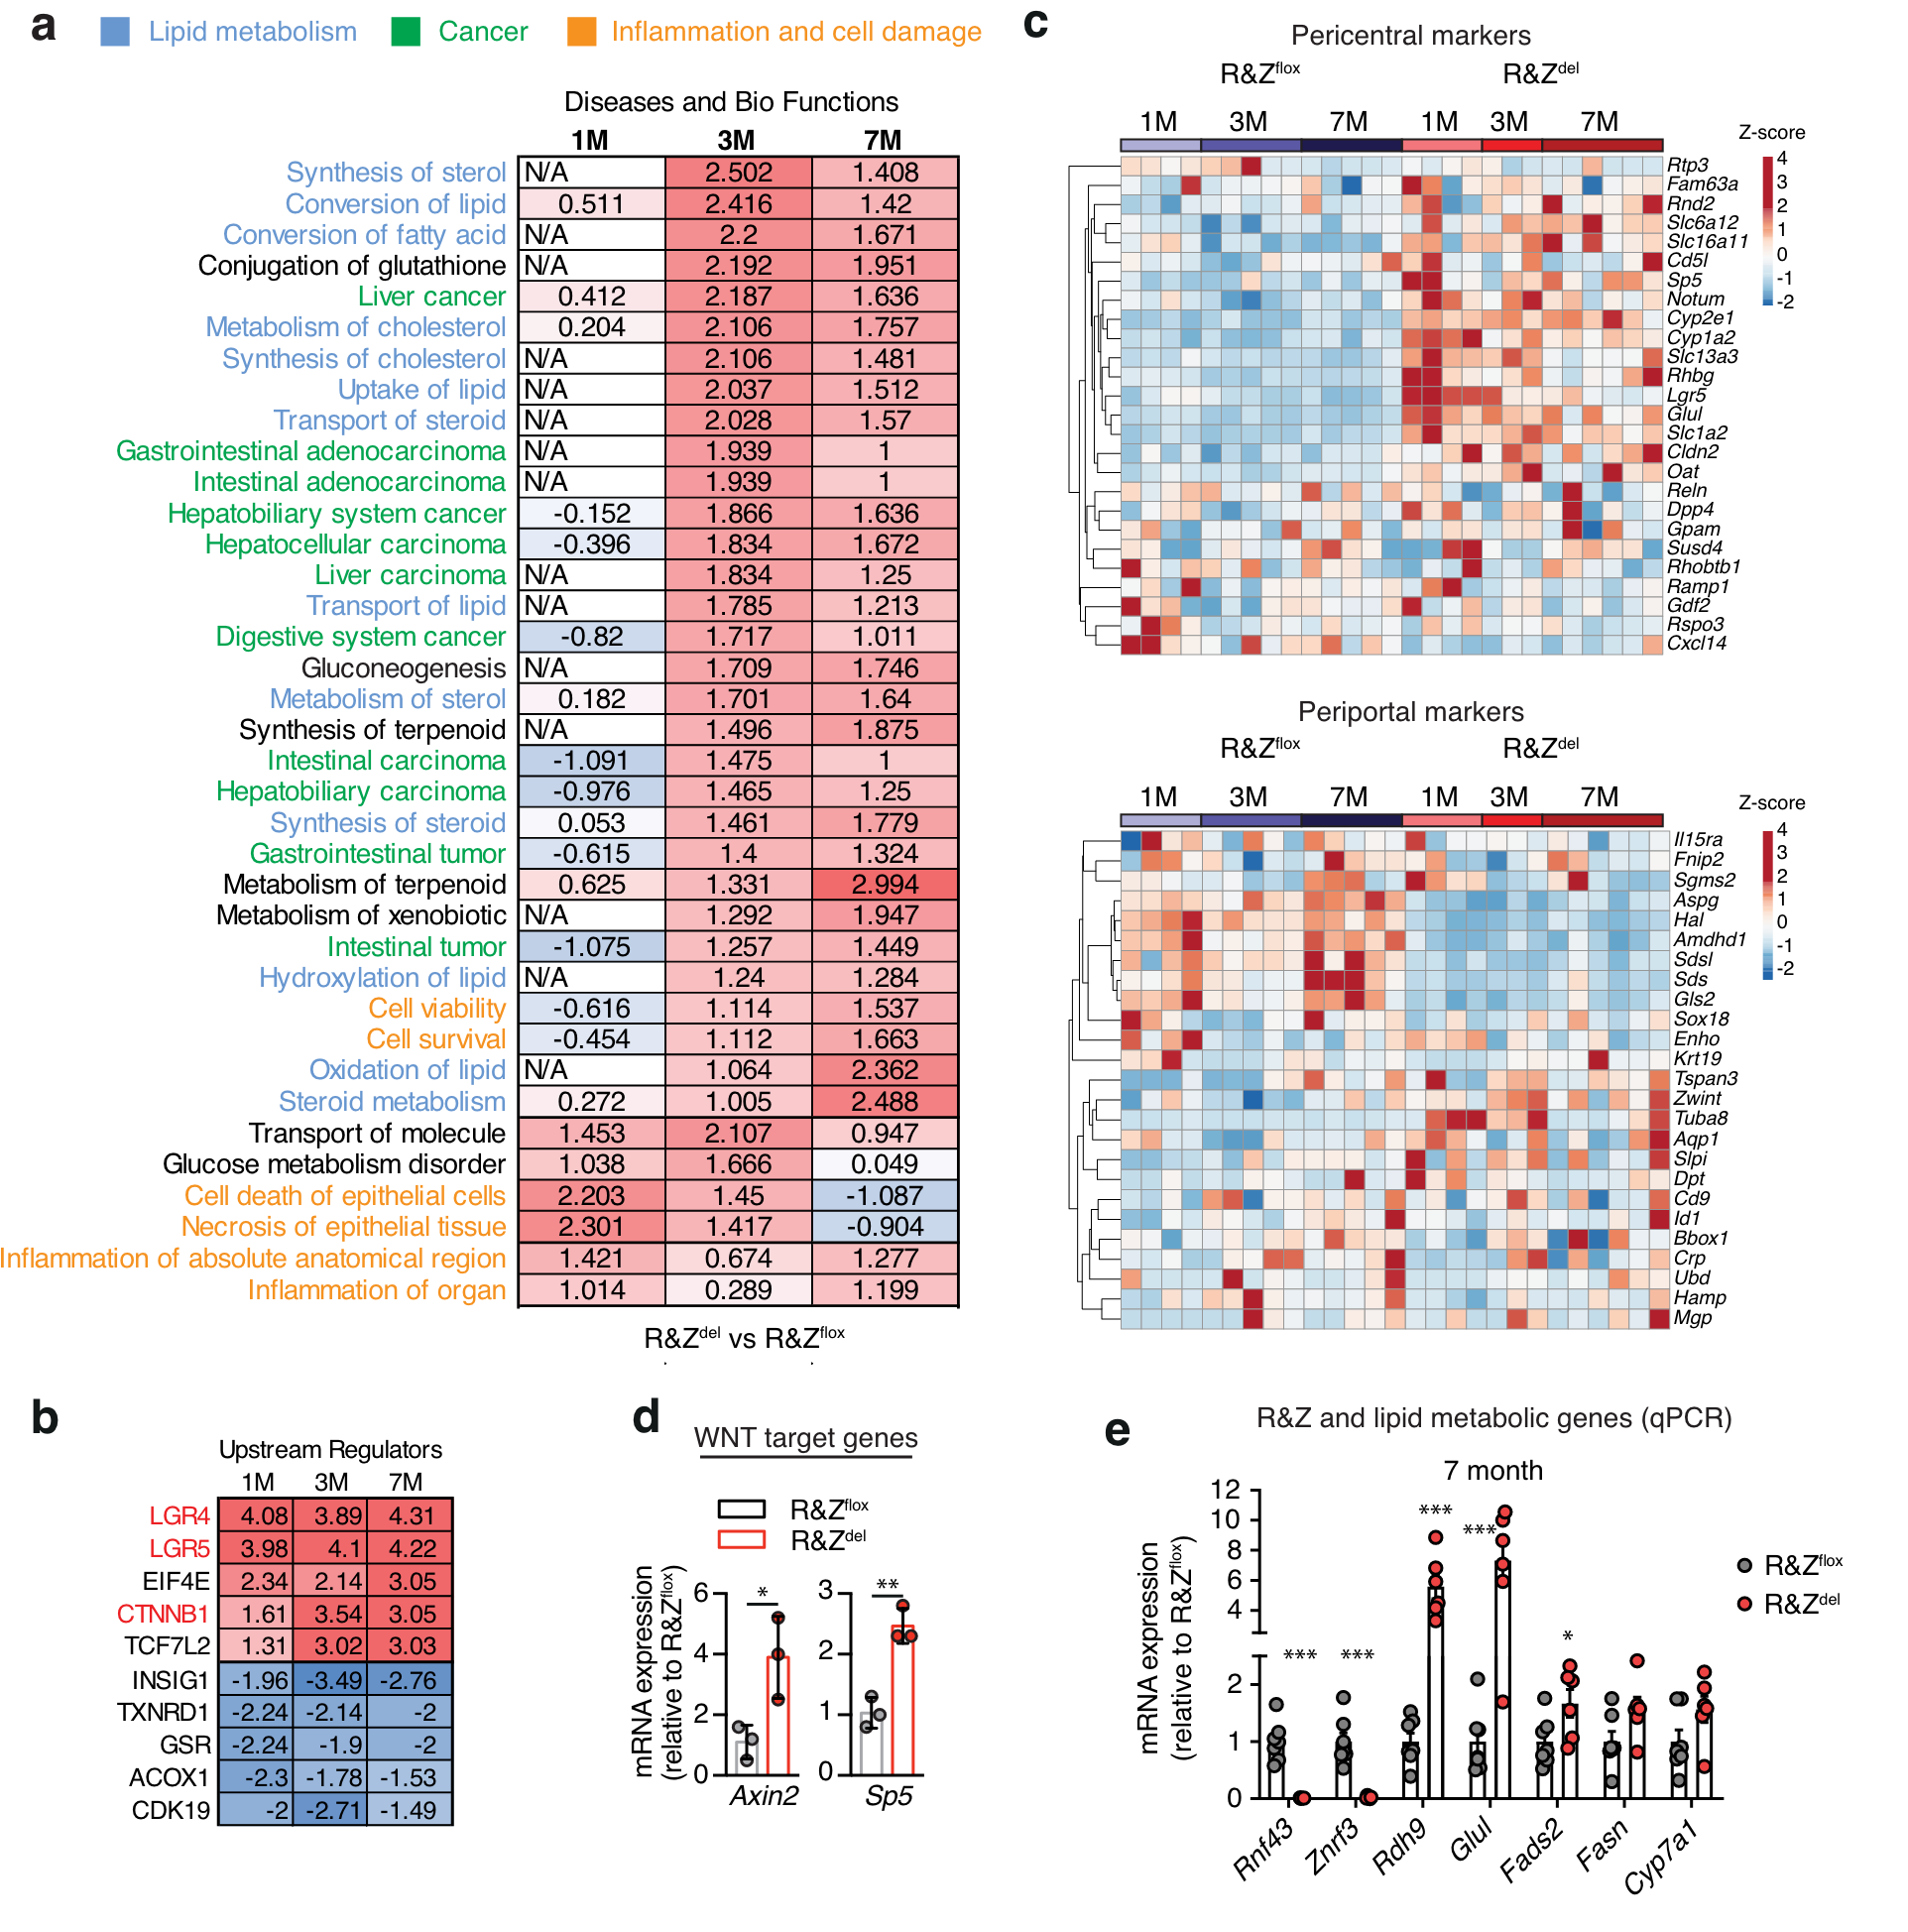 a
Lipid metabolism Cancer Inflammation and cell damage
Diseases and Bio Functions
1M 3M 7M
Synthesis of sterol N/A 2.502 1.408
Conversion of lipid 0.511 2.416 1.42
Conversion of fatty acid N/A 2.2 1.671
Conjugation of glutathione N/A 2.192 1.951
Liver cancer 0.412 2.187 1.636
Metabolism of cholesterol 0.204 2.106 1.757
Synthesis of cholesterol N/A 2.106 1.481
Uptake of lipid N/A 2.037 1.512
Transport of steroid N/A 2.028 1.57
Gastrointestinal adenocarcinoma N/A 1.939 1
Intestinal adenocarcinoma N/A 1.939 1
Hepatobiliary system cancer -0.152 1.866 1.636
Hepatocellular carcinoma -0.396 1.834 1.672
Liver carcinoma N/A 1.834 1.25
Transport of lipid N/A 1.785 1.213
Digestive system cancer -0.82 1.717 1.011
Gluconeogenesis N/A 1.709 1.746
Metabolism of sterol 0.182 1.701 1.64
Synthesis of terpenoid N/A 1.496 1.875
Intestinal carcinoma -1.091 1.475 1
Hepatobiliary carcinoma -0.976 1.465 1.25
Synthesis of steroid 0.053 1.461 1.779
Gastrointestinal tumor -0.615 1.4 1.324
Metabolism of terpenoid 0.625 1.331 2.994
Metabolism of xenobiotic N/A 1.292 1.947
Intestinal tumor -1.075 1.257 1.449
Hydroxylation of lipid N/A 1.24 1.284
Cell viability -0.616 1.114 1.537
Cell survival -0.454 1.112 1.663
Oxidation of lipid N/A 1.064 2.362
Steroid metabolism 0.272 1.005 2.488
Transport of molecule 1.453 2.107 0.947
Glucose metabolism disorder 1.038 1.666 0.049
Cell death of epithelial cells 2.203 1.45 -1.087
Necrosis of epithelial tissue 2.301 1.417 -0.904
Inflammation of absolute anatomical region 1.421 0.674 1.277
Inflammation of organ 1.014 0.289 1.199
R&Zdel vs R&Zflox
b
Upstream Regulators
1M 3M 7M
LGR4 4.08 3.89 4.31
LGR5 3.98 4.1 4.22
EIF4E 2.34 2.14 3.05
CTNNB1 1.61 3.54 3.05
TCF7L2 1.31 3.02 3.03
INSIG1 -1.96 -3.49 -2.76
TXNRD1 -2.24 -2.14 -2
GSR -2.24 -1.9 -2
ACOX1 -2.3 -1.78 -1.53
CDK19 -2 -2.71 -1.49
c
Pericentral markers
R&Zflox R&Zdel
1M 3M 7M 1M 3M 7M
Z-score
4
3
2
1
0
-1
-2
Rtp3
Fam63a
Rnd2
Slc6a12
Slc16a11
Cd5l
Sp5
Notum
Cyp2e1
Cyp1a2
Slc13a3
Rhbg
Lgr5
Glul
Slc1a2
Cldn2
Oat
Reln
Dpp4
Gpam
Susd4
Rhobtb1
Ramp1
Gdf2
Rspo3
Cxcl14
Periportal markers
R&Zflox R&Zdel
1M 3M 7M 1M 3M 7M
Z-score
4
3
2
1
0
-1
-2
Il15ra
Fnip2
Sgms2
Aspg
Hal
Amdhd1
Sdsl
Sds
Gls2
Sox18
Enho
Krt19
Tspan3
Zwint
Tuba8
Aqp1
Slpi
Dpt
Cd9
Id1
Bbox1
Crp
Ubd
Hamp
Mgp
d
WNT target genes
R&Zflox
R&Zdel
mRNA expression
(relative to R&Zflox)
6
4
2
0
*
Axin2
3
2
1
0
**
Sp5
e
R&Z and lipid metabolic genes (qPCR)
7 month
mRNA expression
(relative to R&Zflox)
12
10
8
6
4
2
1
0
*** *** *** *** *
R&Zflox
R&Zdel
Rnf43 Znrf3 Rdh9 Glul Fads2 Fasn Cyp7a1